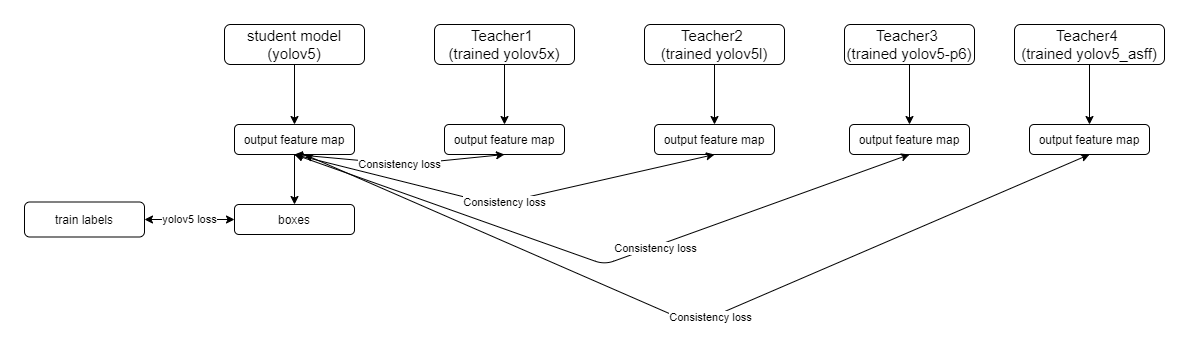 student model
(yolov5)
Teacher1
(trained yolov5x)
Teacher2
(trained yolov5l)
Teacher3
(trained yolov5-p6)
Teacher4
(trained yolov5_asff)
output feature map
output feature map
output feature map
output feature map
output feature map
Consistency loss
Consistency loss
train labels
yolov5 loss
boxes
Consistency loss
Consistency loss